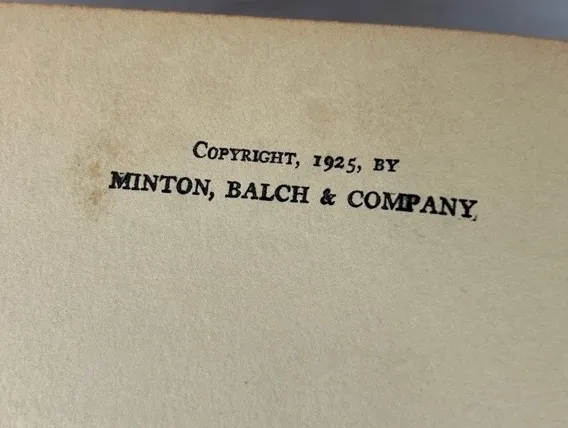 Copyright, 1925, by
MINTON, BALCH & COMPANY